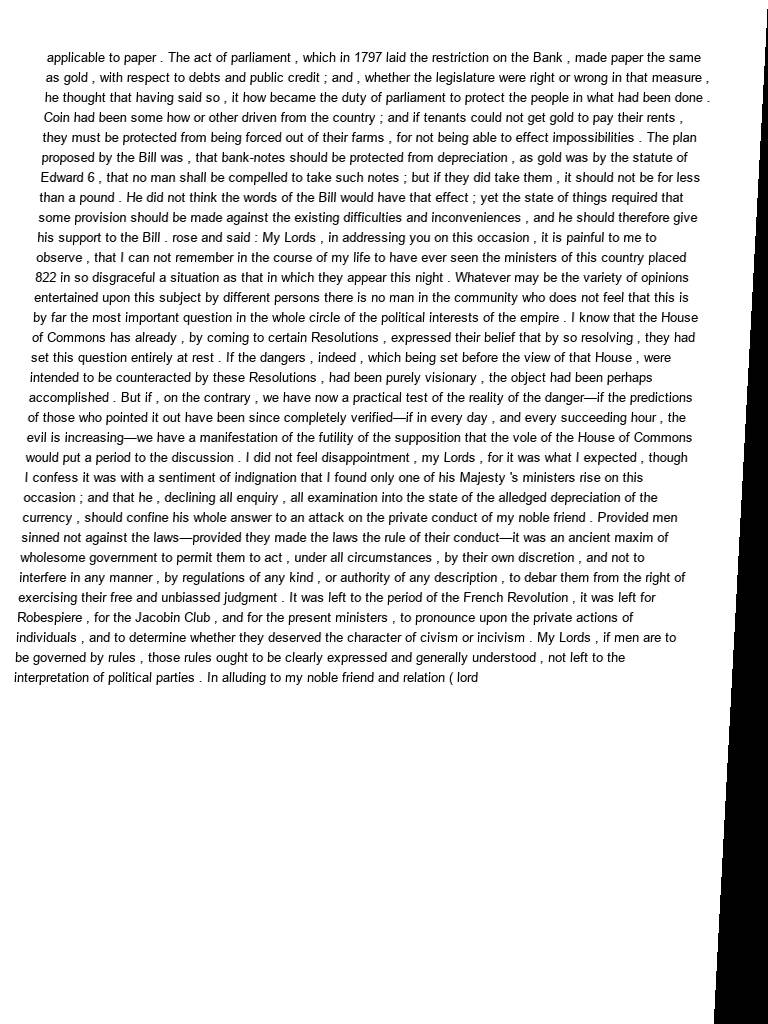 applicable to paper . The act of parliament , which in 1797 laid the restriction on the Bank , made paper the same
as gold , with respect to debts and public credit ; and , whether the legislature were right or wrong in that measure ,
he thought that having said so , it how became the duty of parliament to protect the people in what had been done .
Coin had been some how or other driven from the country ; and if tenants could not get gold to pay their rents ,
they must be protected from being forced out of their farms , for not being able to effect impossibilities . The plan
proposed by the Bill was , that bank-notes should be protected from depreciation , as gold was by the statute of
Edward 6 , that no man shall be compelled to take such notes ; but if they did take them , it should not be for less
than a pound . He did not think the words of the Bill would have that effect ; yet the state of things required that
some provision should be made against the existing difficulties and inconveniences , and he should therefore give
his support to the Bill . rose and said : My Lords , in addressing you on this occasion , it is painful to me to
observe , that I can not remember in the course of my life to have ever seen the ministers of this country placed
822 in so disgraceful a situation as that in which they appear this night . Whatever may be the variety of opinions
entertained upon this subject by different persons there is no man in the community who does not feel that this is
by far the most important question in the whole circle of the political interests of the empire . I know that the House
of Commons has already , by coming to certain Resolutions , expressed their belief that by so resolving , they had
set this question entirely at rest . If the dangers , indeed , which being set before the view of that House , were
intended to be counteracted by these Resolutions , had been purely visionary , the object had been perhaps
accomplished . But if , on the contrary , we have now a practical test of the reality of the danger—if the predictions
of those who pointed it out have been since completely verified—if in every day , and every succeeding hour , the
evil is increasing—we have a manifestation of the futility of the supposition that the vole of the House of Commons
would put a period to the discussion . I did not feel disappointment , my Lords , for it was what I expected , though
I confess it was with a sentiment of indignation that I found only one of his Majesty 's ministers rise on this
occasion ; and that he , declining all enquiry , all examination into the state of the alledged depreciation of the
currency , should confine his whole answer to an attack on the private conduct of my noble friend . Provided men
sinned not against the laws—provided they made the laws the rule of their conduct—it was an ancient maxim of
wholesome government to permit them to act , under all circumstances , by their own discretion , and not to
interfere in any manner , by regulations of any kind , or authority of any description , to debar them from the right of
exercising their free and unbiassed judgment . It was left to the period of the French Revolution , it was left for
Robespiere , for the Jacobin Club , and for the present ministers , to pronounce upon the private actions of
individuals , and to determine whether they deserved the character of civism or incivism . My Lords , if men are to
be governed by rules , those rules ought to be clearly expressed and generally understood , not left to the
interpretation of political parties . In alluding to my noble friend and relation ( lord